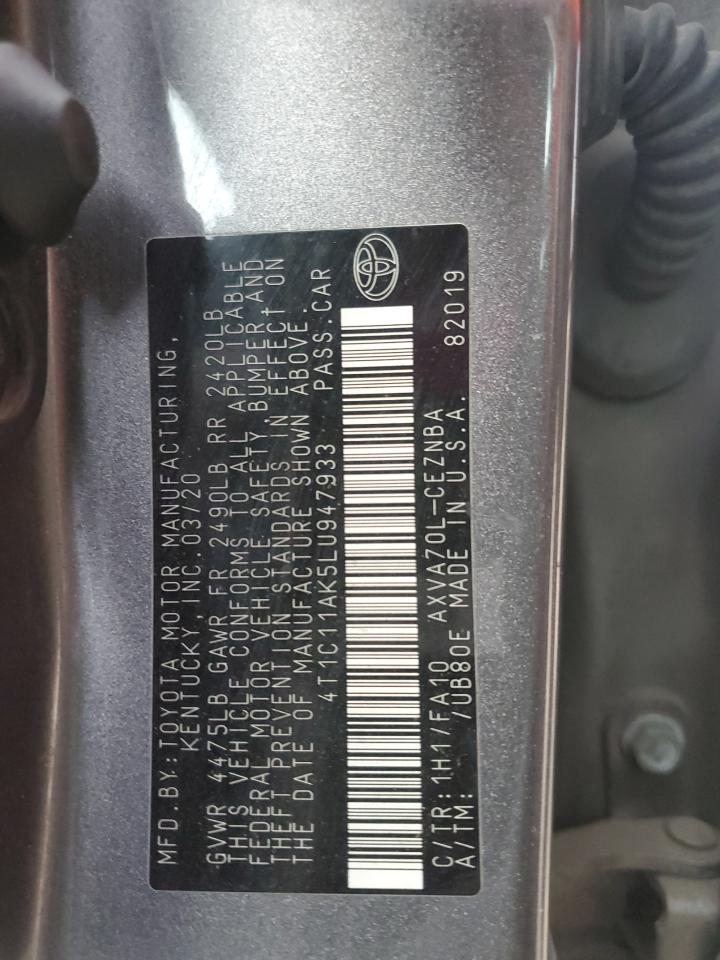 MFD.BY:TOYOTA MOTOR MANUFACTURING,
KENTUCKY, INC.03/20
GVWR 4475LB GAWR FR 2490LB RR 2420LB
THIS VEHICLE CONFORMS TO ALL APPLICABLE
FEDERAL MOTOR VEHICLE SAFETY, BUMPER AND
THEFT PREVENTION STANDARDS IN EFFECT ON
THE DATE OF MANUFACTURE SHOWN ABOVE.
4T1C11AK5LU947933 PASS.CAR
C/TR:1H1/FA10 AXVA70L-CEZNBA
A/TM: /UB80E MADE IN U.S.A. 82019